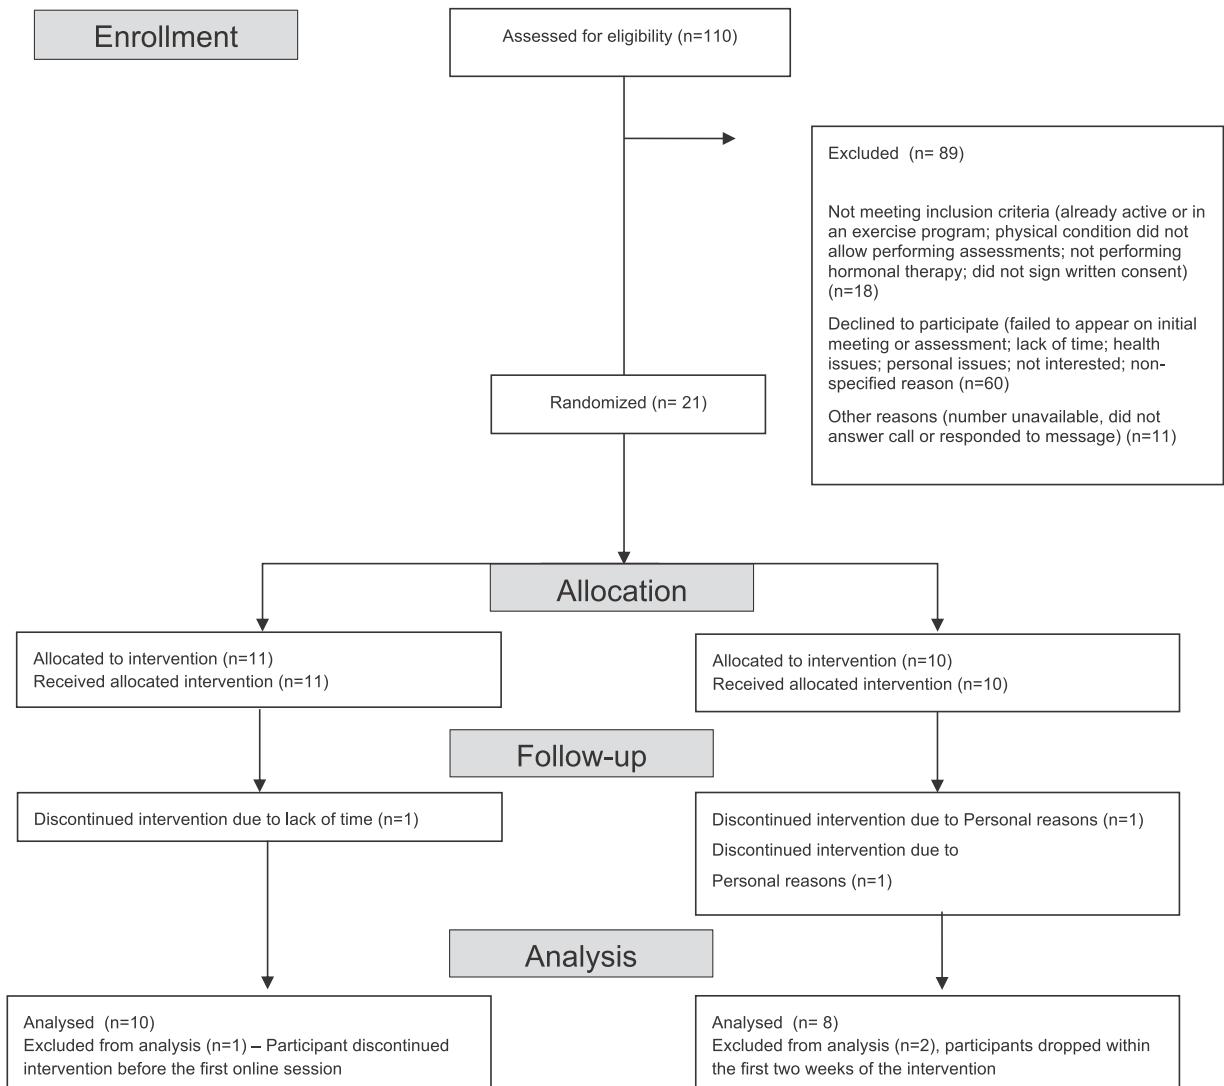 Enrollment
Assessed for eligibility (n=110)
Excluded (n= 89)
Not meeting inclusion criteria (already active or in
an exercise program; physical condition did not
allow performing assessments; not performing
hormonal therapy; did not sign written consent)
(n=18)
Declined to participate (failed to appear on initial
meeting or assessment; lack of time; health
issues; personal issues; not interested; non-
specified reason (n=60)
Other reasons (number unavailable, did not
answer call or responded to message) (n=11)
Randomized (n= 21)
Allocation
Allocated to intervention (n=11)
Received allocated intervention (n=11)
Allocated to intervention (n=10)
Received allocated intervention (n=10)
Follow-up
Discontinued intervention due to lack of time (n=1)
Discontinued intervention due to Personal reasons (n=1)
Discontinued intervention due to
Personal reasons (n=1)
Analysis
Analysed (n=10)
Excluded from analysis (n=1) – Participant discontinued
intervention before the first online session
Analysed (n= 8)
Excluded from analysis (n=2), participants dropped within
the first two weeks of the intervention